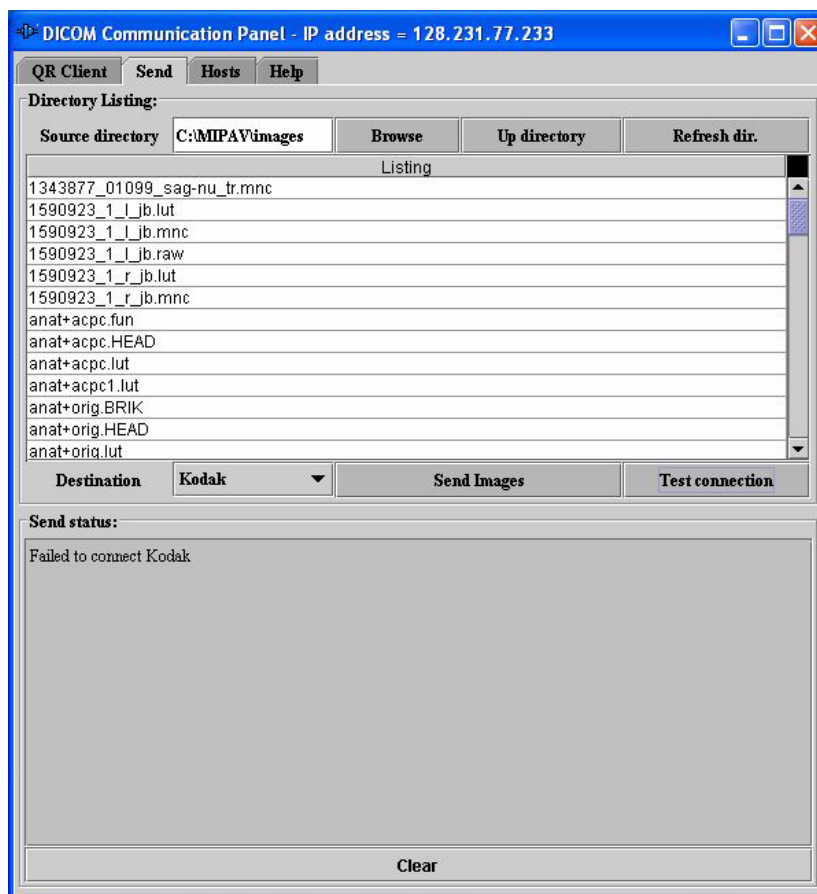 DICOM Communication Panel - IP address = 128.231.77.233
QR Client Send Hosts Help
Directory Listing:
Source directory C:\MIPAV\images Browse Up directory Refresh dir.
Listing
1343877_01099_sag-nu_tr.mnc
1590923_1_l_jb.lut
1590923_1_l_jb.mnc
1590923_1_l_jb.raw
1590923_1_r_jb.lut
1590923_1_r_jb.mnc
anat+acpc.fun
anat+acpc.HEAD
anat+acpc.lut
anat+acpc1.lut
anat+orig.BRIK
anat+orig.HEAD
anat+orig.lut
Destination Kodak Send Images Test connection
Send status:
Failed to connect Kodak
Clear